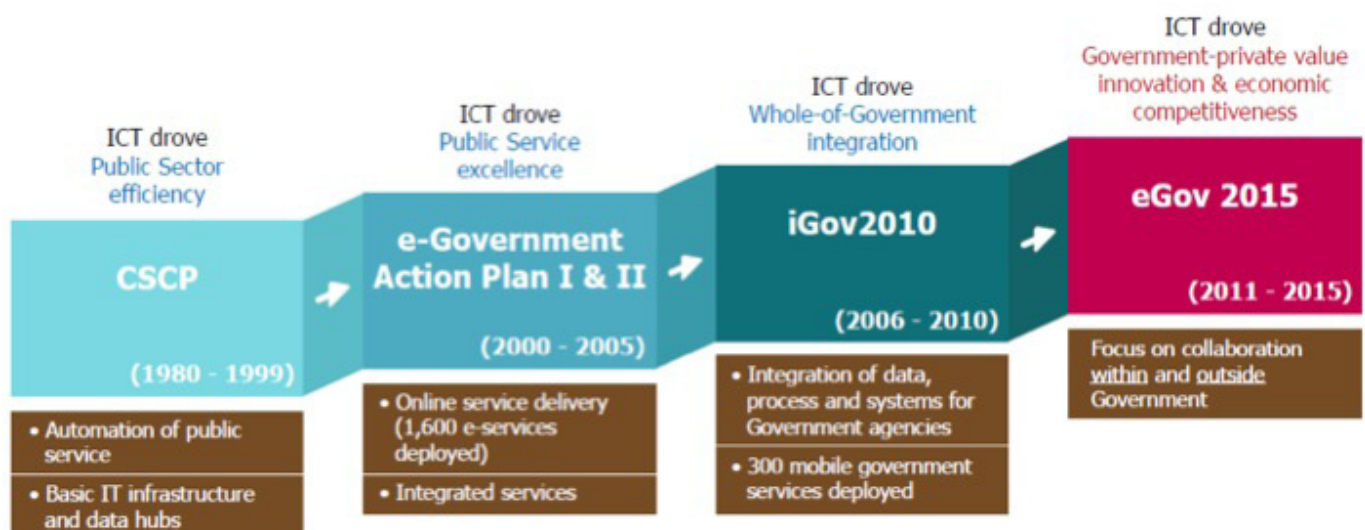 ICT drove
Public Sector
efficiency
CSCP
(1980 - 1999)
• Automation of public
service
• Basic IT infrastructure
and data hubs
ICT drove
Public Service
excellence
e-Government
Action Plan I & II
(2000 - 2005)
• Online service delivery
(1,600 e-services
deployed)
• Integrated services
ICT drove
Whole-of-Government
integration
iGov2010
(2006 - 2010)
• Integration of data,
process and systems for
Government agencies
• 300 mobile government
services deployed
ICT drove
Government-private value
innovation & economic
competitiveness
eGov 2015
(2011 - 2015)
Focus on collaboration
within and outside
Government